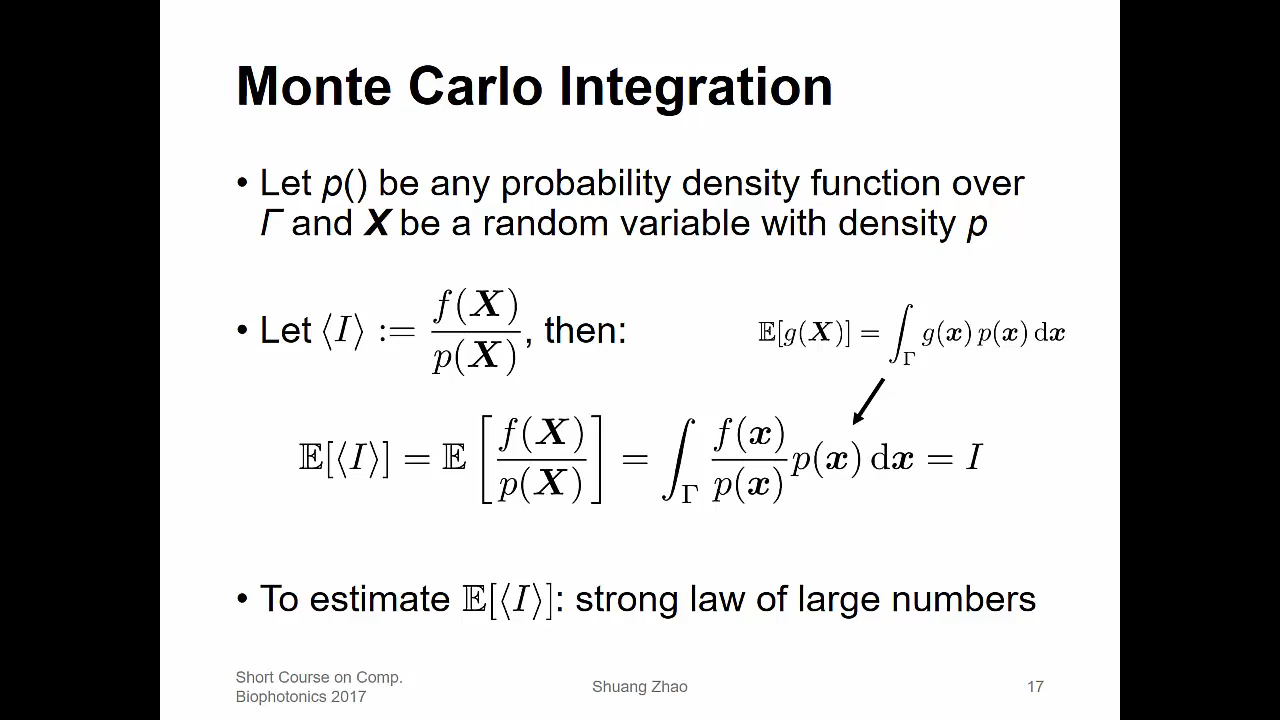 Monte Carlo Integration
• Let p() be any probability density function over
Γ and X be a random variable with density p
• Let ⟨I⟩ := f(X)/p(X), then:
𝔼[g(X)] = ∫_Γ g(x) p(x) dx
𝔼[⟨I⟩] = 𝔼[f(X)/p(X)] = ∫_Γ f(x)/p(x) p(x) dx = I
• To estimate 𝔼[⟨I⟩]: strong law of large numbers
Short Course on Comp.
Biophotonics 2017
Shuang Zhao
17